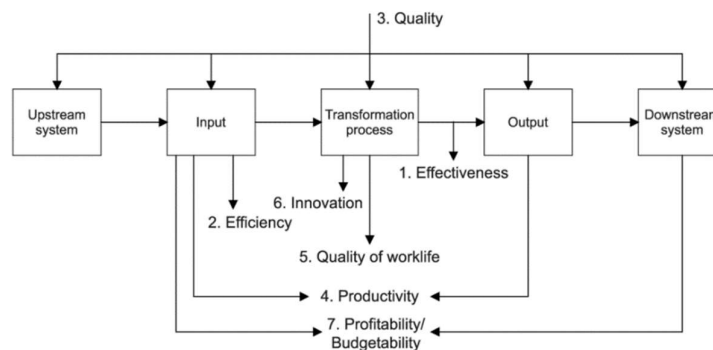 3. Quality
Upstream
system
Input
Transformation
process
Output
Downstream
system
1. Effectiveness
6. Innovation
2. Efficiency
5. Quality of worklife
4. Productivity
7. Profitability/
Budgetability